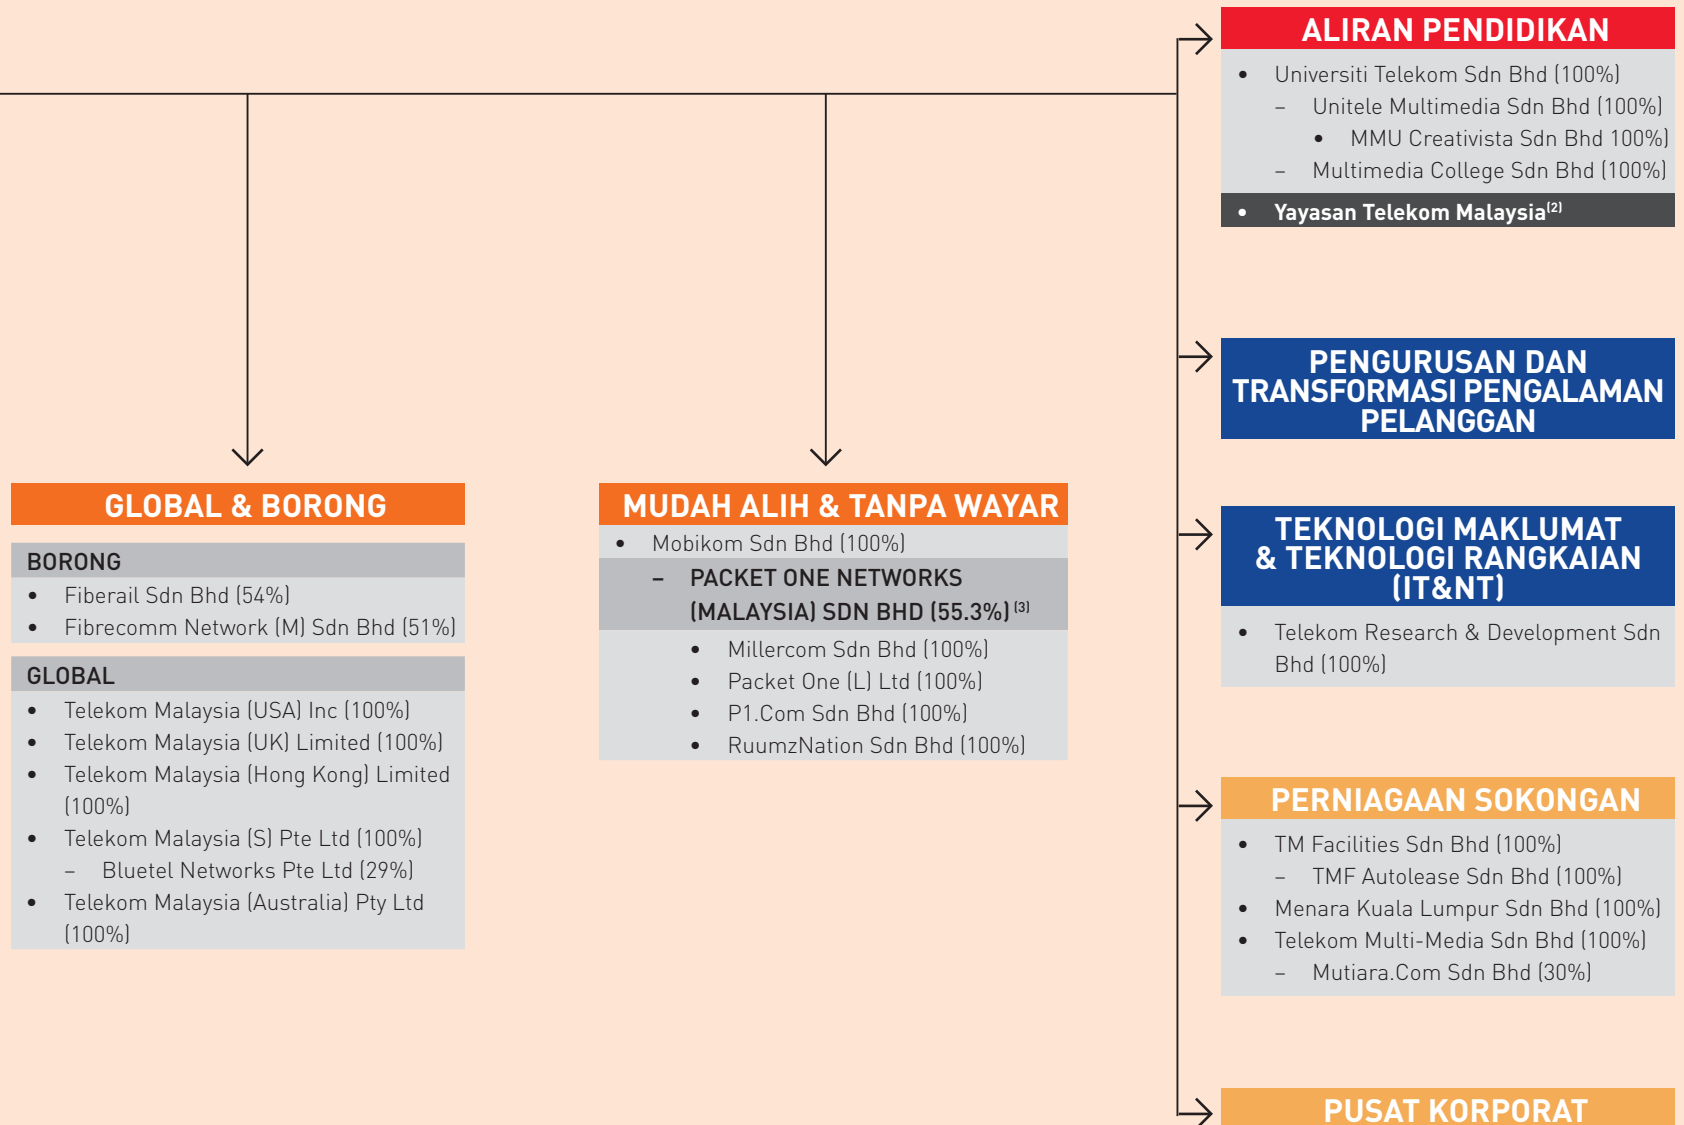 GLOBAL & BORONG
BORONG
• Fiberail Sdn Bhd (54%)
• Fibrecomm Network (M) Sdn Bhd (51%)
GLOBAL
• Telekom Malaysia (USA) Inc (100%)
• Telekom Malaysia (UK) Limited (100%)
• Telekom Malaysia (Hong Kong) Limited
(100%)
• Telekom Malaysia (S) Pte Ltd (100%)
– Bluetel Networks Pte Ltd (29%)
• Telekom Malaysia (Australia) Pty Ltd
(100%)
MUDAH ALIH & TANPA WAYAR
• Mobikom Sdn Bhd (100%)
– PACKET ONE NETWORKS
(MALAYSIA) SDN BHD (55.3%) (3)
• Millercom Sdn Bhd (100%)
• Packet One (L) Ltd (100%)
• P1.Com Sdn Bhd (100%)
• RuumzNation Sdn Bhd (100%)
ALIRAN PENDIDIKAN
• Universiti Telekom Sdn Bhd (100%)
– Unitele Multimedia Sdn Bhd (100%)
• MMU Creativista Sdn Bhd 100%)
– Multimedia College Sdn Bhd (100%)
• Yayasan Telekom Malaysia(2)
PENGURUSAN DAN
TRANSFORMASI PENGALAMAN
PELANGGAN
TEKNOLOGI MAKLUMAT
& TEKNOLOGI RANGKAIAN
(IT&NT)
• Telekom Research & Development Sdn
Bhd (100%)
PERNIAGAAN SOKONGAN
• TM Facilities Sdn Bhd (100%)
– TMF Autolease Sdn Bhd (100%)
• Menara Kuala Lumpur Sdn Bhd (100%)
• Telekom Multi-Media Sdn Bhd (100%)
– Mutiara.Com Sdn Bhd (30%)
PUSAT KORPORAT